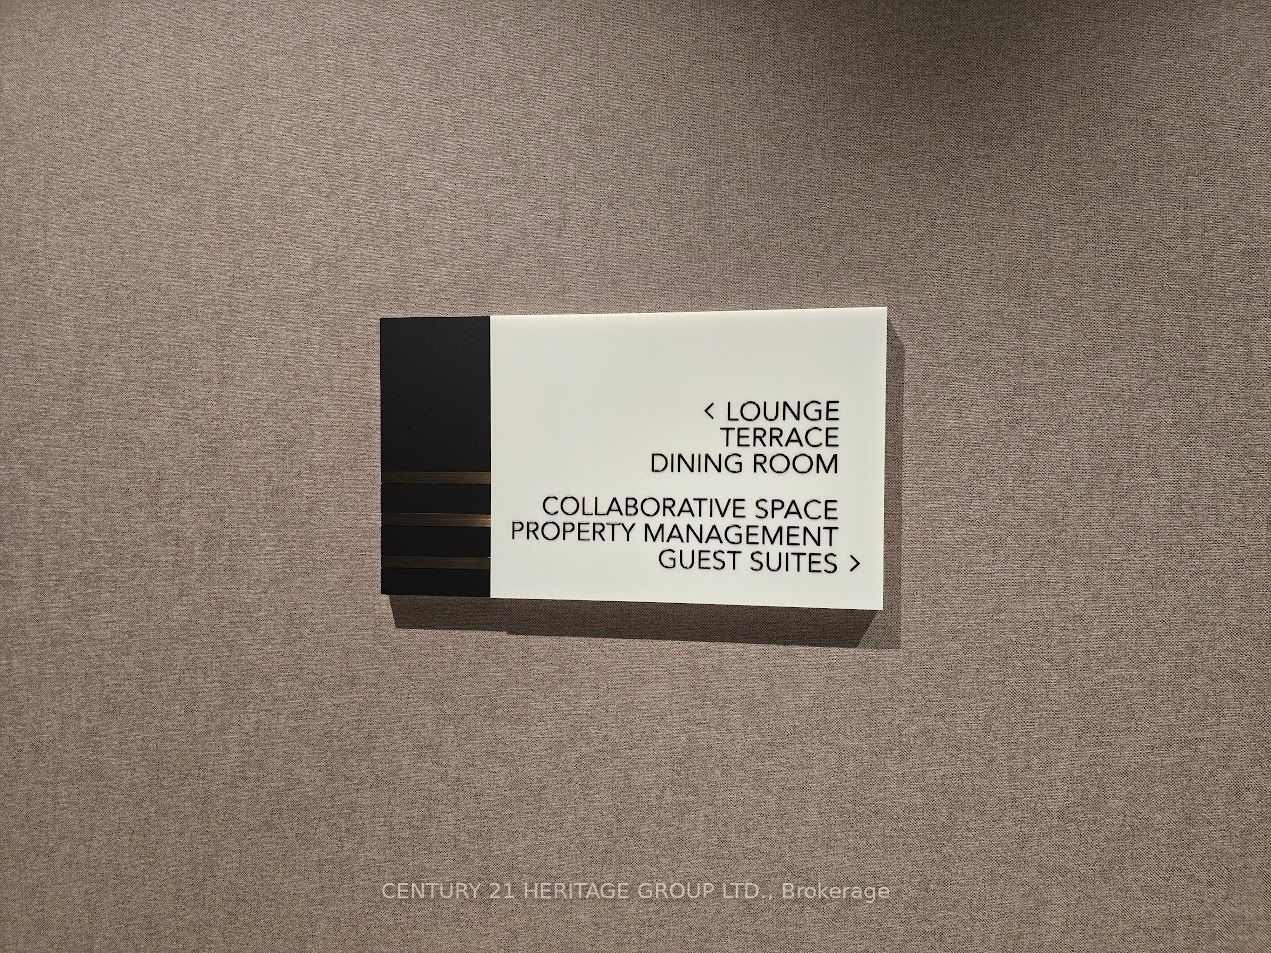 < LOUNGE
TERRACE
DINING ROOM
COLLABORATIVE SPACE
PROPERTY MANAGEMENT
GUEST SUITES >
CENTURY 21 HERITAGE GROUP LTD., Brokerage